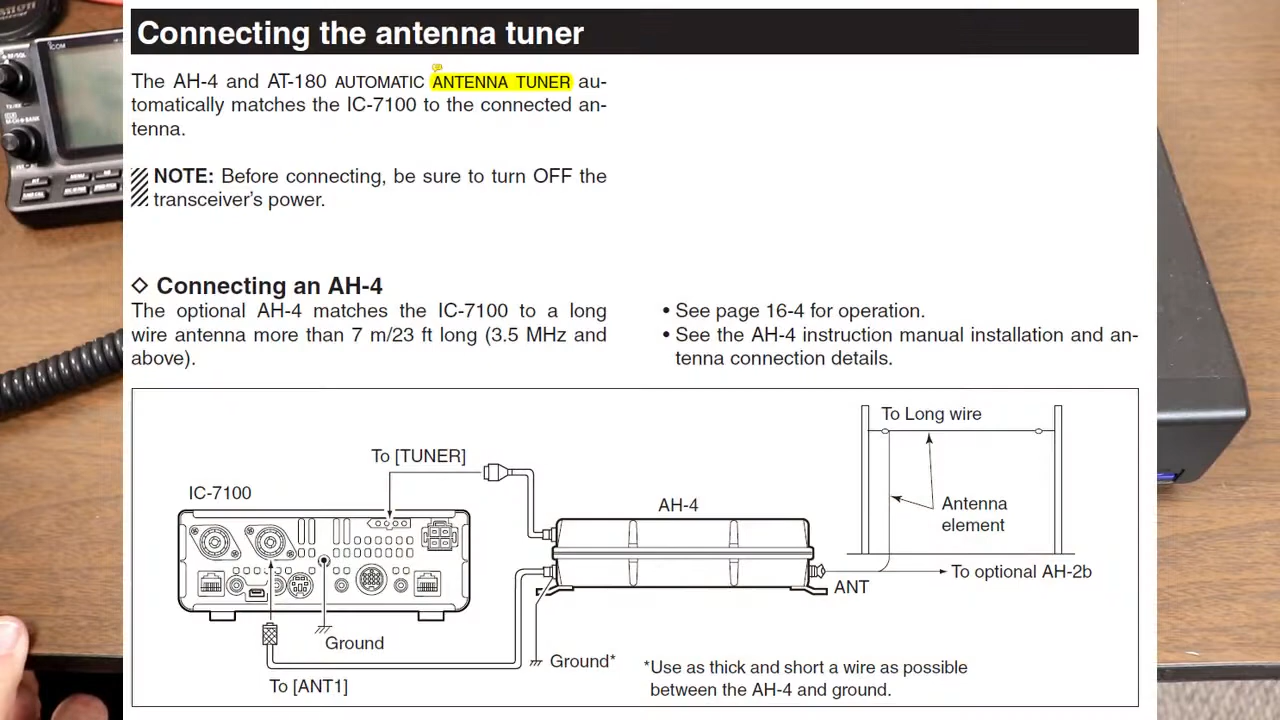 Connecting the antenna tuner
The AH-4 and AT-180 AUTOMATIC ANTENNA TUNER au-
tomatically matches the IC-7100 to the connected an-
tenna.
NOTE: Before connecting, be sure to turn OFF the
transceiver's power.
◇ Connecting an AH-4
The optional AH-4 matches the IC-7100 to a long
wire antenna more than 7 m/23 ft long (3.5 MHz and
above).
• See page 16-4 for operation.
• See the AH-4 instruction manual installation and an-
tenna connection details.
To Long wire
To [TUNER]
IC-7100
AH-4
Antenna
element
To optional AH-2b
ANT
Ground
Ground*
To [ANT1]
*Use as thick and short a wire as possible
between the AH-4 and ground.